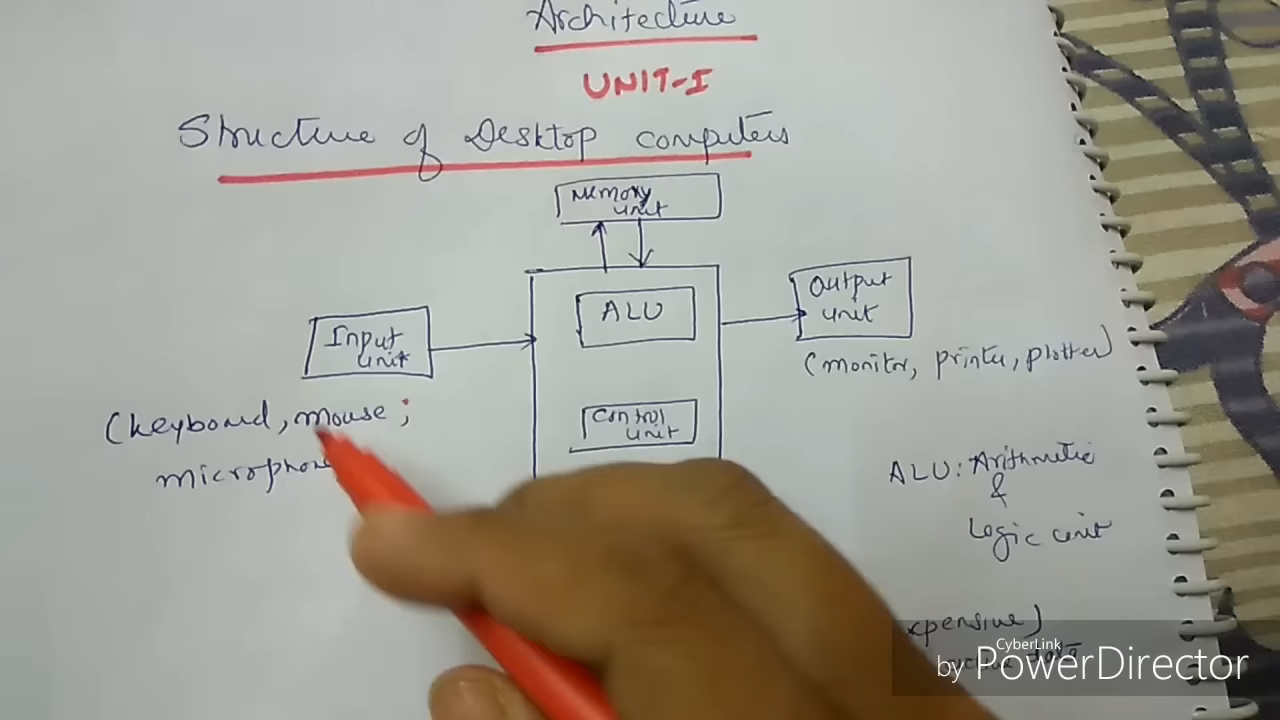 Architecture
UNIT-I
Structure of Desktop computers
Memory
unit
ALU
Control
unit
Input
unit
Output
unit
(monitor, printer, plotter)
(keyboard, mouse;
microphone
ALU: Arithmetic
&
Logic unit
xpensive)
CyberLink
by PowerDirector